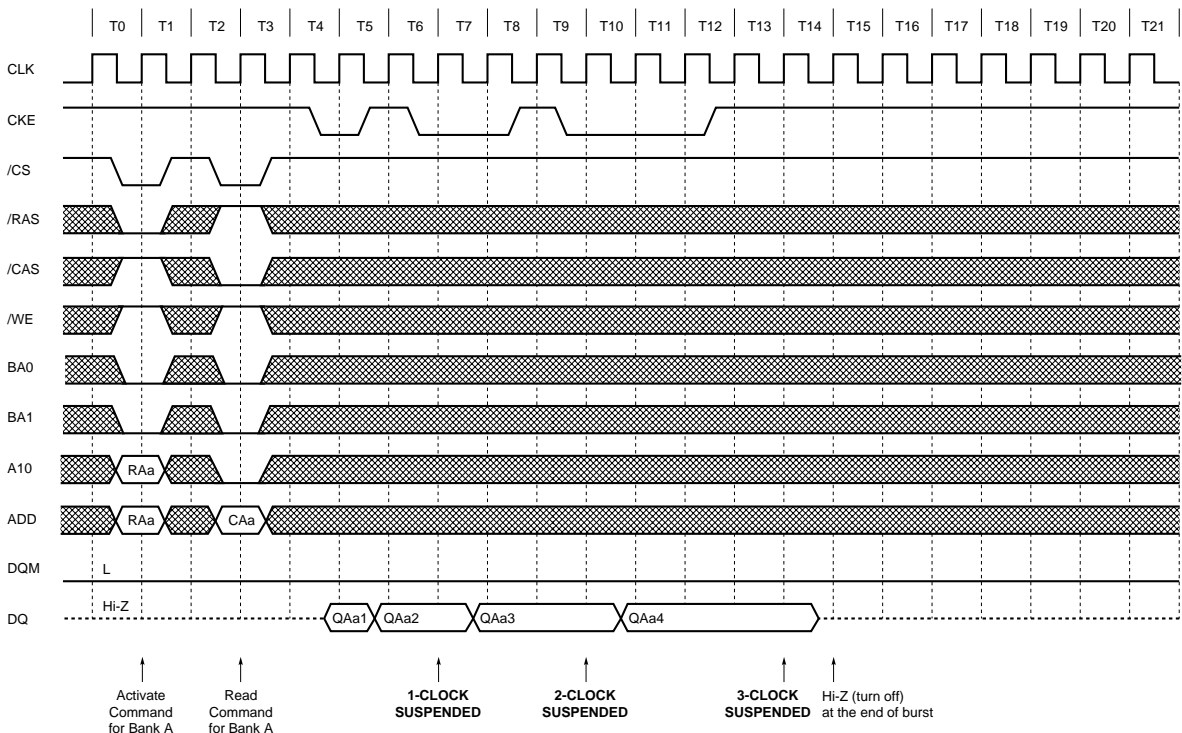 T0 T1 T2 T3 T4 T5 T6 T7 T8 T9 T10 T11 T12 T13 T14 T15 T16 T17 T18 T19 T20 T21
CLK
CKE
/CS
/RAS
/CAS
/WE
BA0
BA1
A10 RAa
ADD RAa CAa
DQM L
DQ Hi-Z QAa1 QAa2 QAa3 QAa4
Activate
Command
for Bank A
Read
Command
for Bank A
1-CLOCK
SUSPENDED
2-CLOCK
SUSPENDED
3-CLOCK
SUSPENDED
Hi-Z (turn off)
at the end of burst